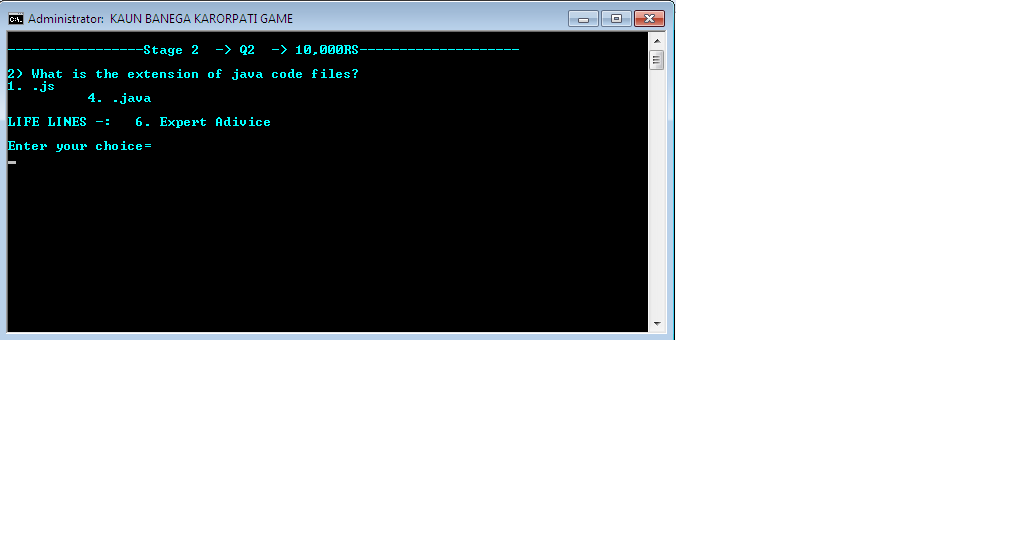 Administrator: KAUN BANEGA KARORPATI GAME
-----------------Stage 2 -> Q2 -> 10,000RS--------------------
2) What is the extension of java code files?
1. .js
4. .java
LIFE LINES -: 6. Expert Adivice
Enter your choice=